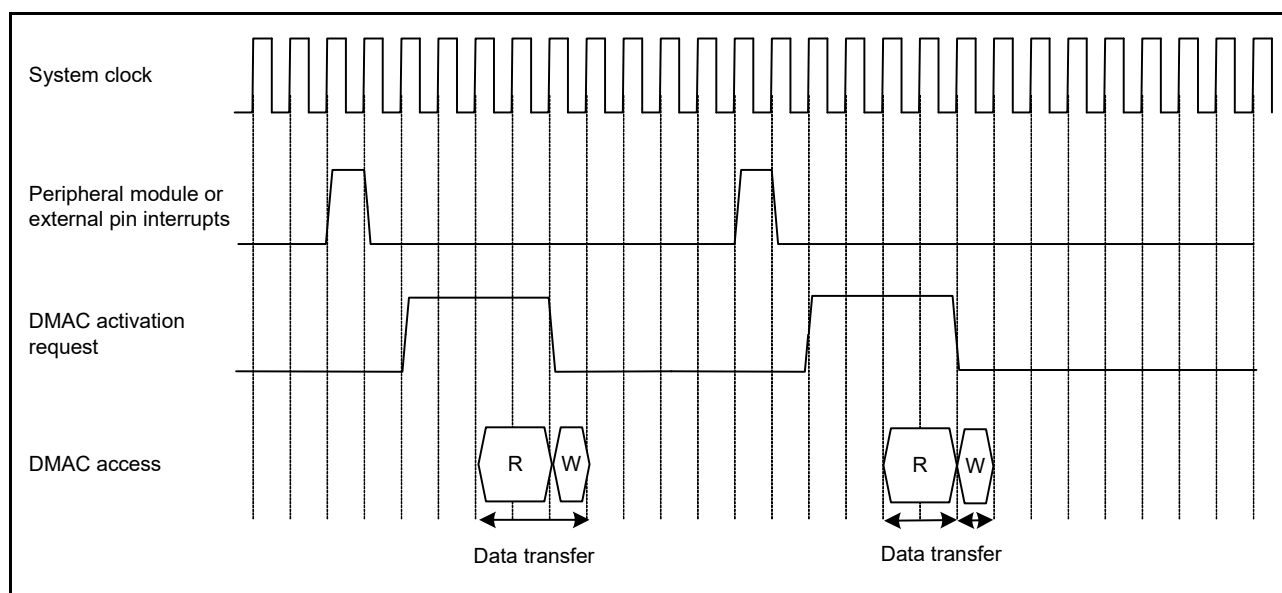 System clock
Peripheral module or
external pin interrupts
DMAC activation
request
DMAC access
R
W
R
W
Data transfer
Data transfer